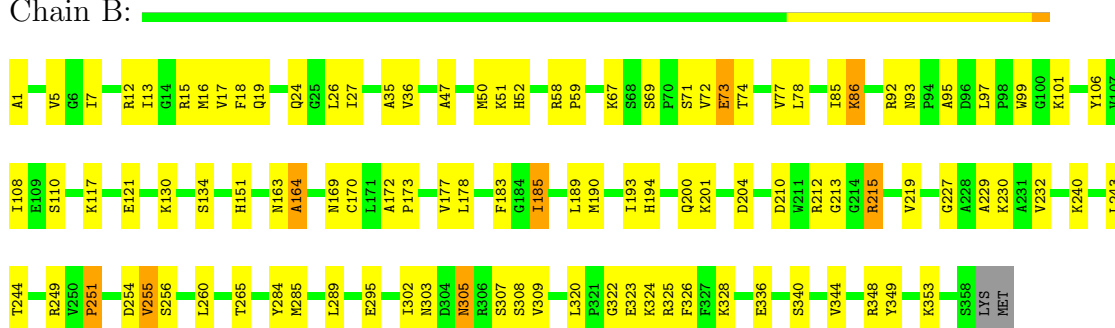 Chain B:
A1 V5 G6 I7 R12 I13 G14 R15 M16 V17 F18 Q19 Q24 G25 L26 I27 A35 V36 A47 M50 K51 H52 R58 P59 K67 S68 S69 P70 S71 V72 E73 T74 V77 L78 I85 K86 R92 N93 P94 A95 D96 L97 P98 W99 G100 K101 Y106 V107
I108 E109 S110 K117 E121 K130 S134 H151 N163 A164 N169 C170 L171 A172 P173 V177 L178 F183 G184 I185 L189 M190 I193 H194 Q200 K201 D204 D210 W211 R212 G213 G214 R215 V219 G227 A228 A229 K230 A231 V232 K240 L243
T244 R249 V250 P251 D254 V255 S256 L260 T265 Y284 M285 L289 E295 I302 N303 D304 N305 R306 S307 S308 V309 L320 P321 G322 E323 K324 R325 F326 F327 K328 E336 S340 V344 R348 Y349 K353 S358 LYS MET